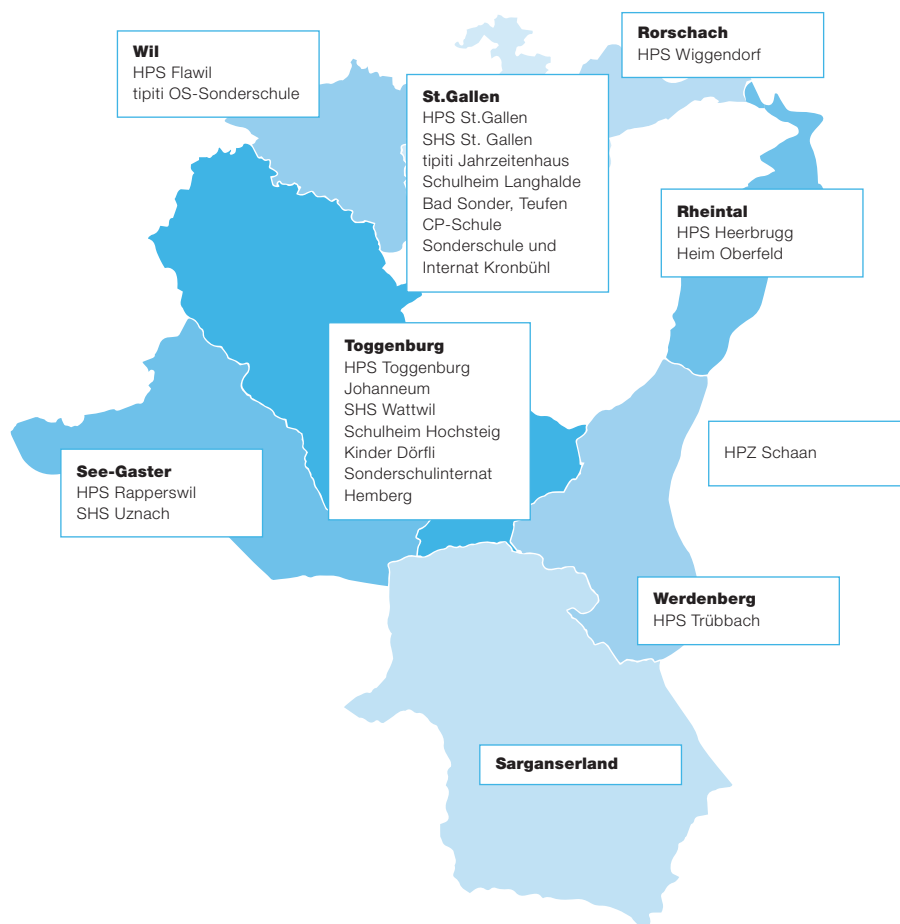 Wil
HPS Flawil
tipiti OS-Sonderschule
St.Gallen
HPS St.Gallen
SHS St. Gallen
tipiti Jahrzeitenhaus
Schulheim Langhalde
Bad Sonder, Teufen
CP-Schule
Sonderschule und
Internat Kronbühl
Rorschach
HPS Wiggendorf
Rheintal
HPS Heerbrugg
Heim Oberfeld
Toggenburg
HPS Toggenburg
Johanneum
SHS Wattwil
Schulheim Hochsteig
Kinder Dörfli
Sonderschulinternat
Hemberg
See-Gaster
HPS Rapperswil
SHS Uznach
HPZ Schaan
Werdenberg
HPS Trübbach
Sarganserland